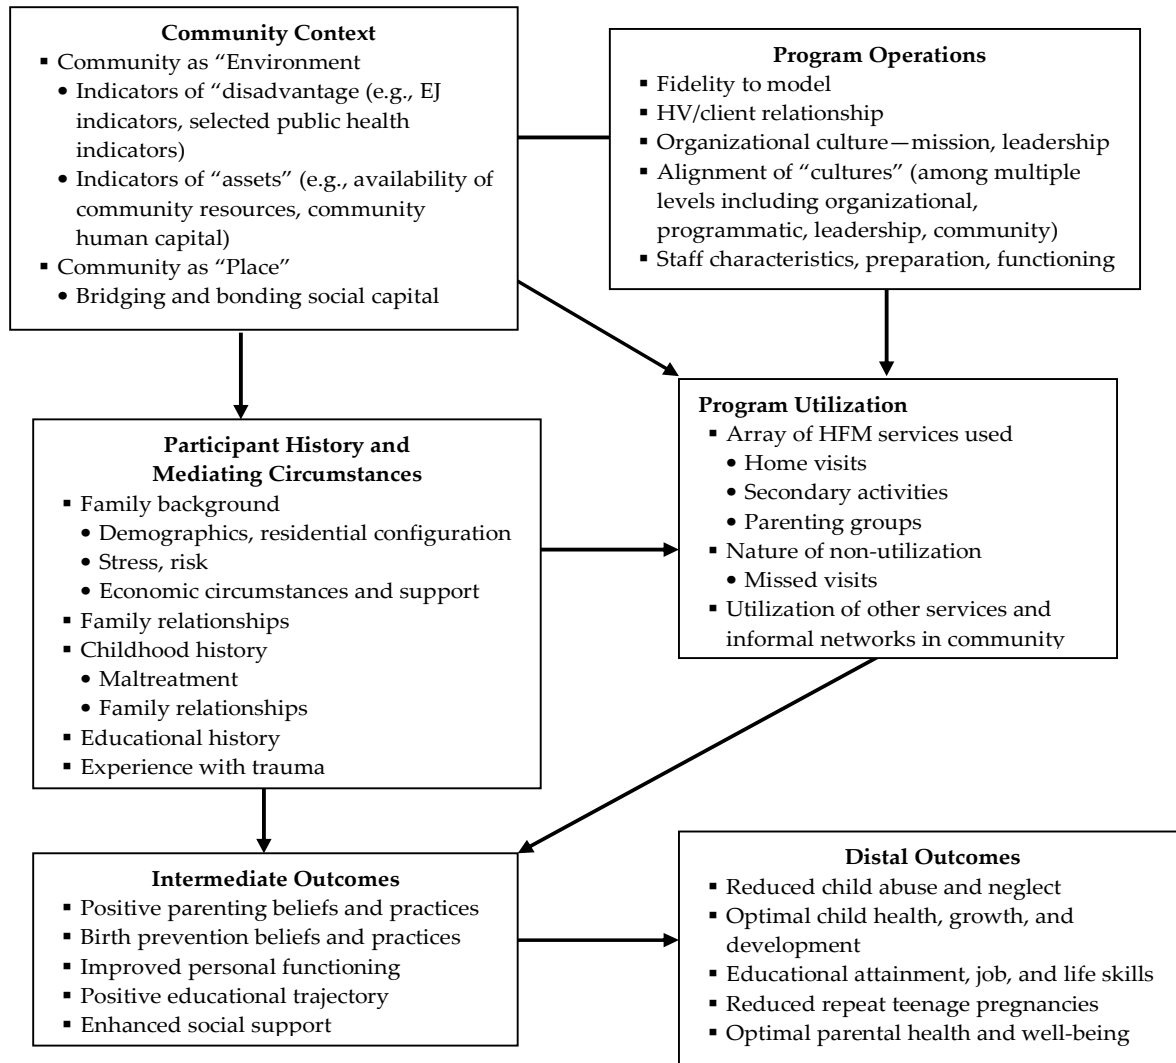 Community Context
▪ Community as “Environment
• Indicators of “disadvantage (e.g., EJ
indicators, selected public health
indicators)
• Indicators of “assets” (e.g., availability of
community resources, community
human capital)
▪ Community as “Place”
• Bridging and bonding social capital
Program Operations
▪ Fidelity to model
▪ HV/client relationship
▪ Organizational culture—mission, leadership
▪ Alignment of “cultures” (among multiple
levels including organizational,
programmatic, leadership, community)
▪ Staff characteristics, preparation, functioning
Participant History and
Mediating Circumstances
▪ Family background
• Demographics, residential configuration
• Stress, risk
• Economic circumstances and support
▪ Family relationships
▪ Childhood history
• Maltreatment
• Family relationships
▪ Educational history
▪ Experience with trauma
Program Utilization
▪ Array of HFM services used
• Home visits
• Secondary activities
• Parenting groups
▪ Nature of non-utilization
• Missed visits
▪ Utilization of other services and
informal networks in community
Intermediate Outcomes
▪ Positive parenting beliefs and practices
▪ Birth prevention beliefs and practices
▪ Improved personal functioning
▪ Positive educational trajectory
▪ Enhanced social support
Distal Outcomes
▪ Reduced child abuse and neglect
▪ Optimal child health, growth, and
development
▪ Educational attainment, job, and life skills
▪ Reduced repeat teenage pregnancies
▪ Optimal parental health and well-being